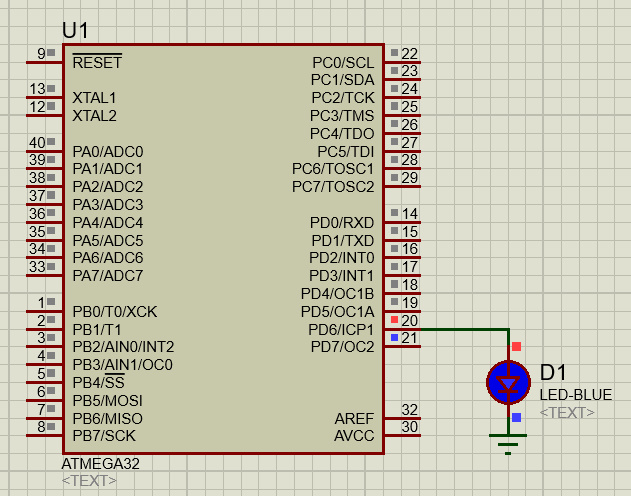 U1
9 RESET PC0/SCL 22
PC1/SDA 23
13 XTAL1 PC2/TCK 24
12 XTAL2 PC3/TMS 25
PC4/TDO 26
40 PA0/ADC0 PC5/TDI 27
39 PA1/ADC1 PC6/TOSC1 28
38 PA2/ADC2 PC7/TOSC2 29
37 PA3/ADC3
36 PA4/ADC4 PD0/RXD 14
35 PA5/ADC5 PD1/TXD 15
34 PA6/ADC6 PD2/INT0 16
33 PA7/ADC7 PD3/INT1 17
PD4/OC1B 18
1 PB0/T0/XCK PD5/OC1A 19
2 PB1/T1 PD6/ICP1 20
3 PB2/AIN0/INT2 PD7/OC2 21
4 PB3/AIN1/OC0
5 PB4/SS
6 PB5/MOSI
7 PB6/MISO AREF 32
8 PB7/SCK AVCC 30
ATMEGA32
<TEXT>
D1
LED-BLUE
<TEXT>